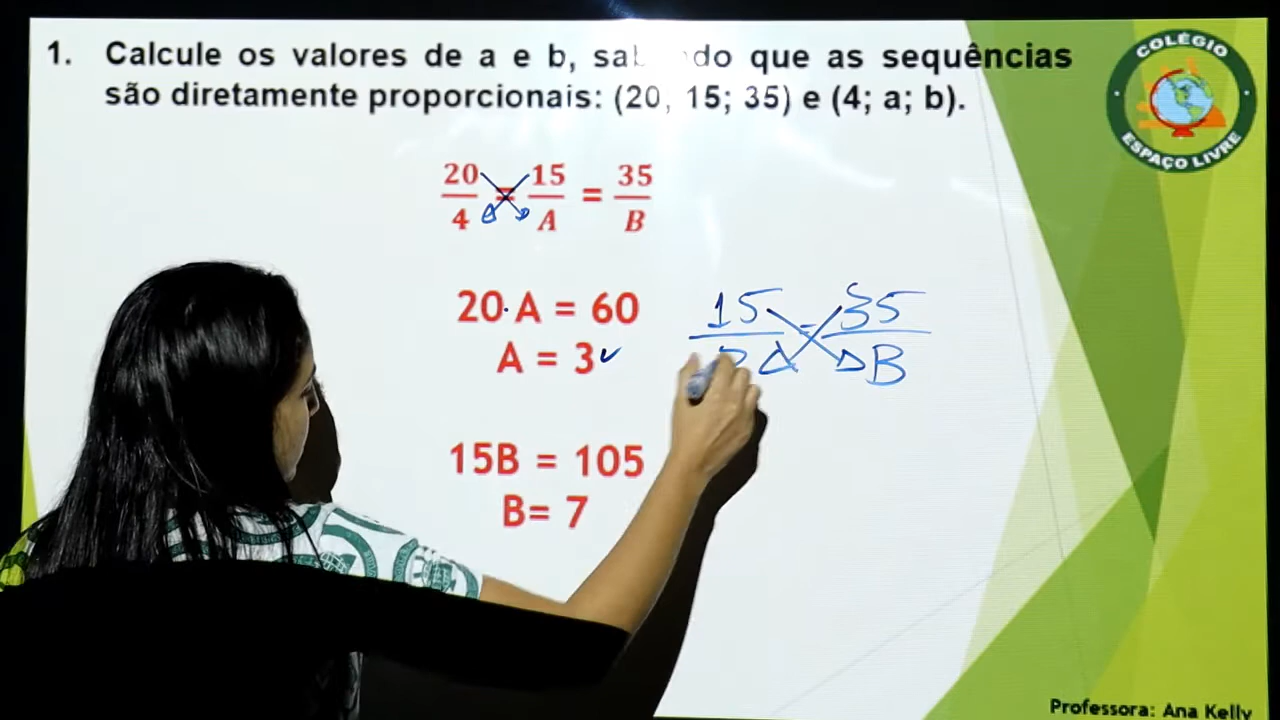 1. Calcule os valores de a e b, do que as sequências
são diretamente proporcionais: (20, 15; 35) e (4; a; b).
COLÉGIO
ESPAÇO LIVRE
20/4 = 15/A = 35/B
20·A = 60
A = 3
15 = 35
B
15B = 105
B= 7
Professora: Ana Kelly